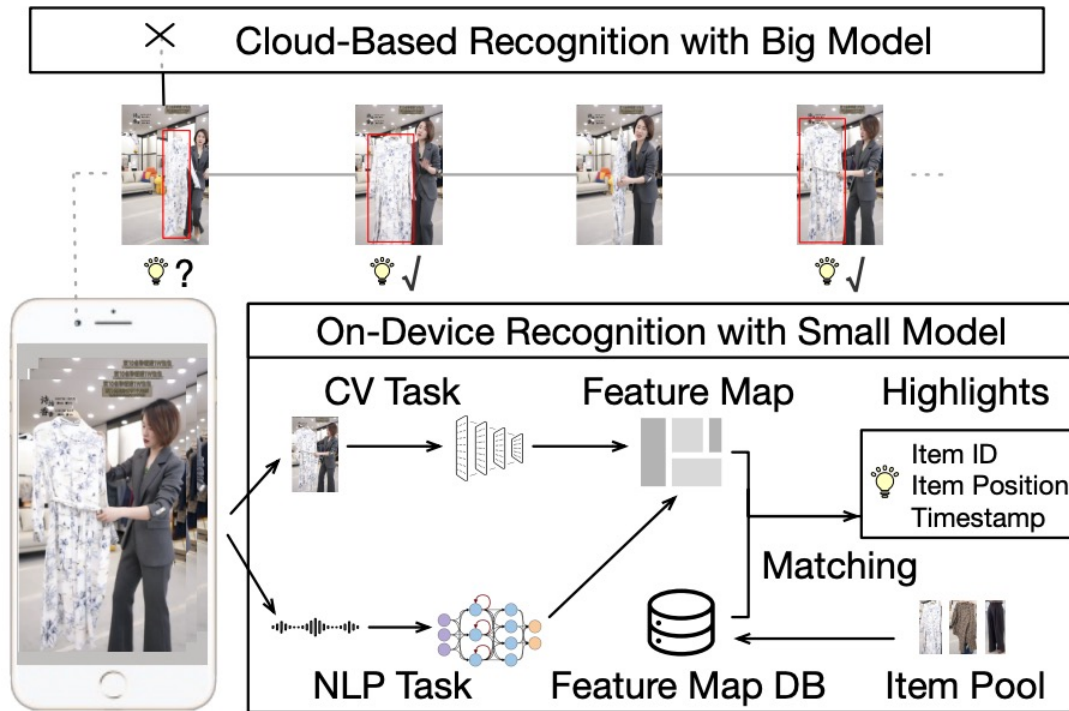 Cloud-Based Recognition with Big Model
?
√
√
On-Device Recognition with Small Model
CV Task
Feature Map
Highlights
Item ID
Item Position
Timestamp
Matching
NLP Task
Feature Map DB
Item Pool